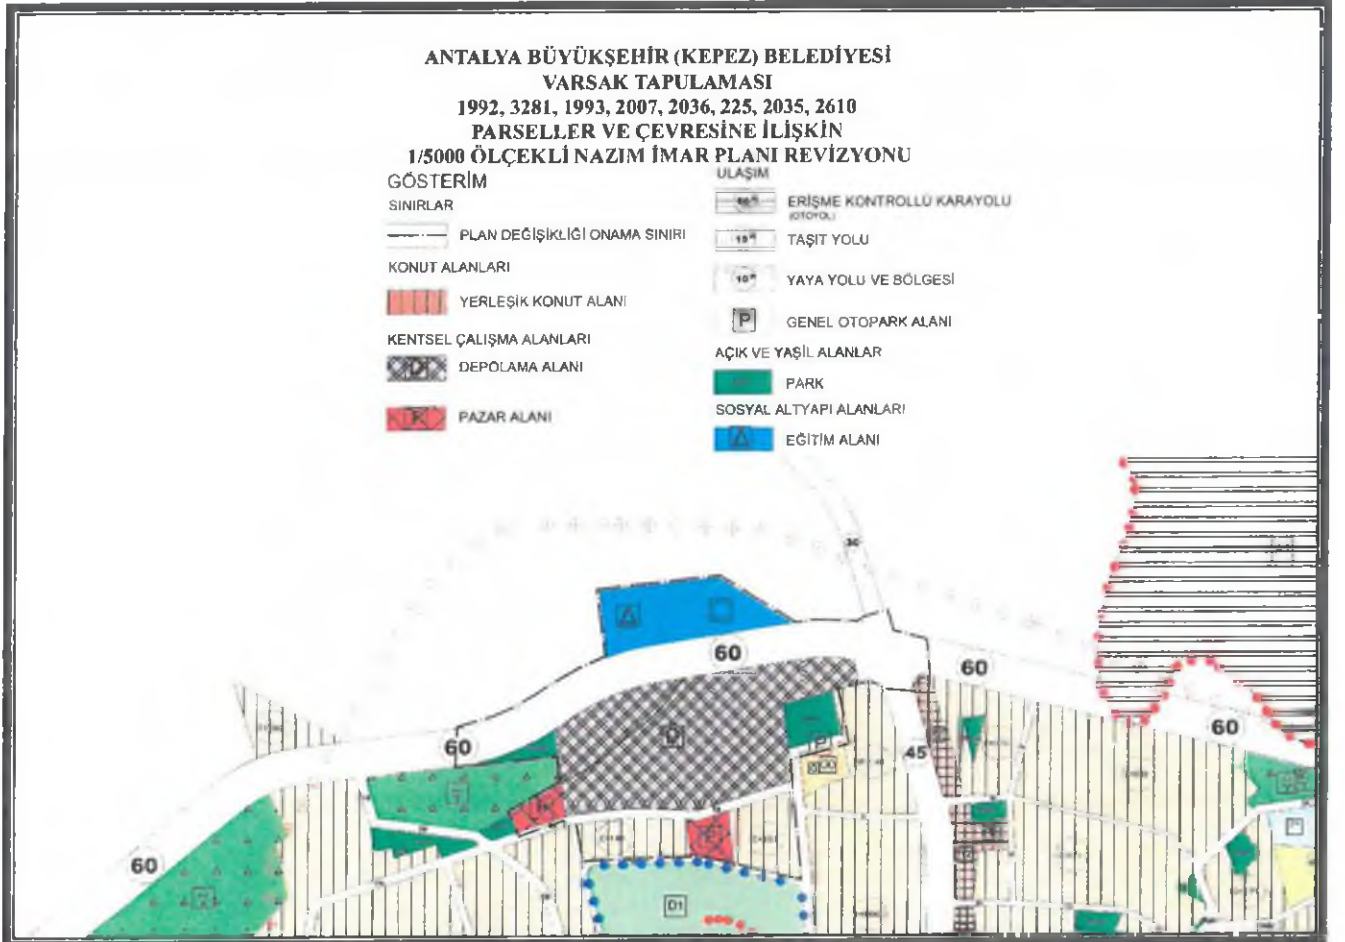 ANTALYA BÜYÜKŞEHİR (KEPEZ) BELEDİYESİ
VARSAK TAPULAMASI
1992, 3281, 1993, 2007, 2036, 225, 2035, 2610
PARSELLER VE ÇEVRESİNE İLİŞKİN
1/5000 ÖLÇEKLİ NAZIM İMAR PLANI REVİZYONU
GÖSTERİM
SINIRLAR
PLAN DEĞİŞİKLİĞİ ONAMA SINIRI
KONUT ALANLARI
YERLEŞİK KONUT ALANI
KENTSEL ÇALIŞMA ALANLARI
D DEPOLAMA ALANI
PAZAR ALANI
ULAŞIM
ERİŞME KONTROLLÜ KARAYOLU
(OTOYOL)
TAŞIT YOLU
YAYA YOLU VE BÖLGESİ
P GENEL OTOPARK ALANI
AÇIK VE YAŞİL ALANLAR
PARK
SOSYAL ALTYAPI ALANLARI
EĞİTİM ALANI
30
60
60
60
60
45
D
P
60
D1